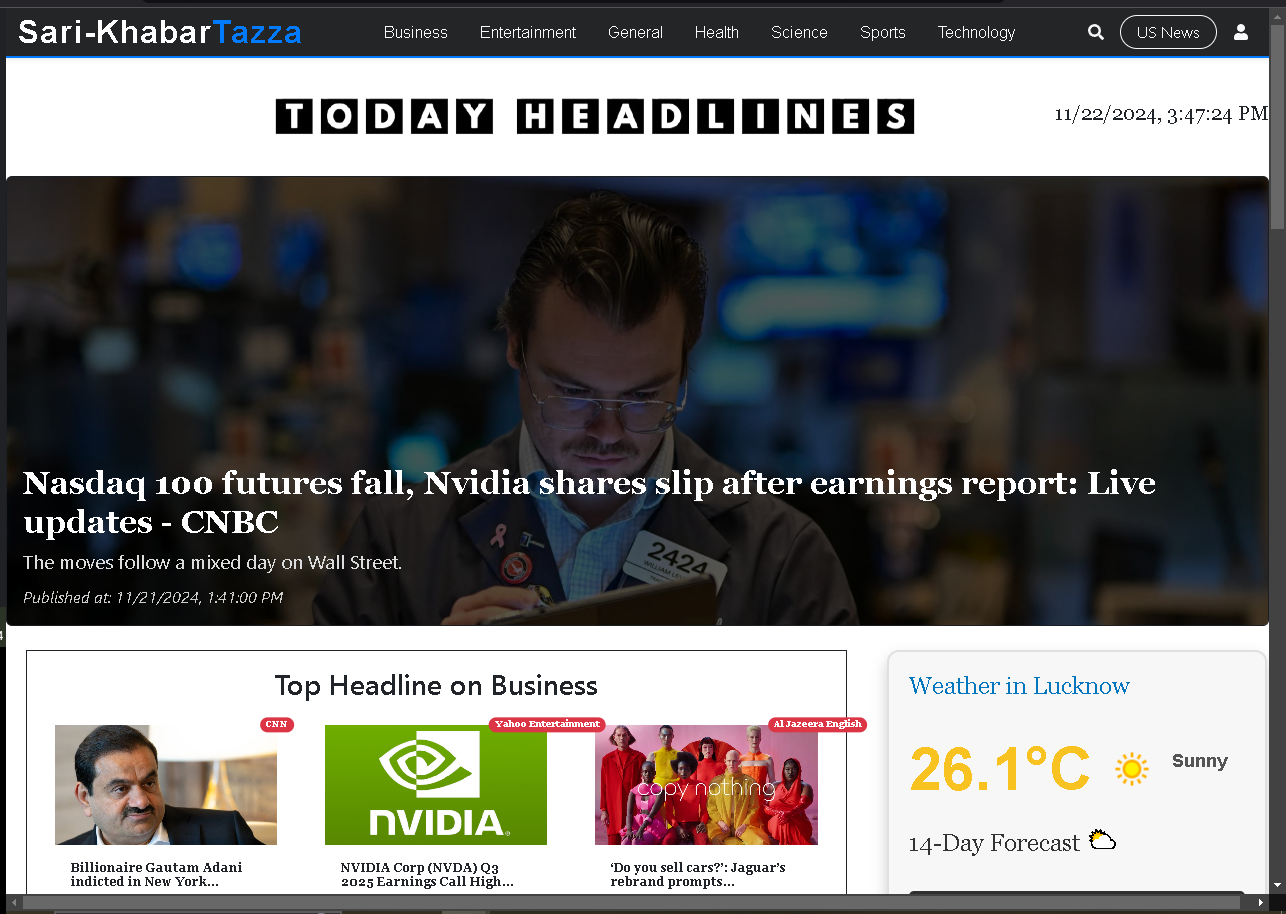 Sari-KhabarTazza
Business Entertainment General Health Science Sports Technology
US News
TODAY HEADLINES
11/22/2024, 3:47:24 PM
2424
Nasdaq 100 futures fall, Nvidia shares slip after earnings report: Live
updates - CNBC
The moves follow a mixed day on Wall Street.
Published at: 11/21/2024, 1:41:00 PM
Top Headline on Business
CNN
Billionaire Gautam Adani
indicted in New York...
Yahoo Entertainment
NVIDIA
NVIDIA Corp (NVDA) Q3
2025 Earnings Call High...
Al Jazeera English
copy nothing
‘Do you sell cars?’: Jaguar’s
rebrand prompts...
Weather in Lucknow
26.1°C
Sunny
14-Day Forecast